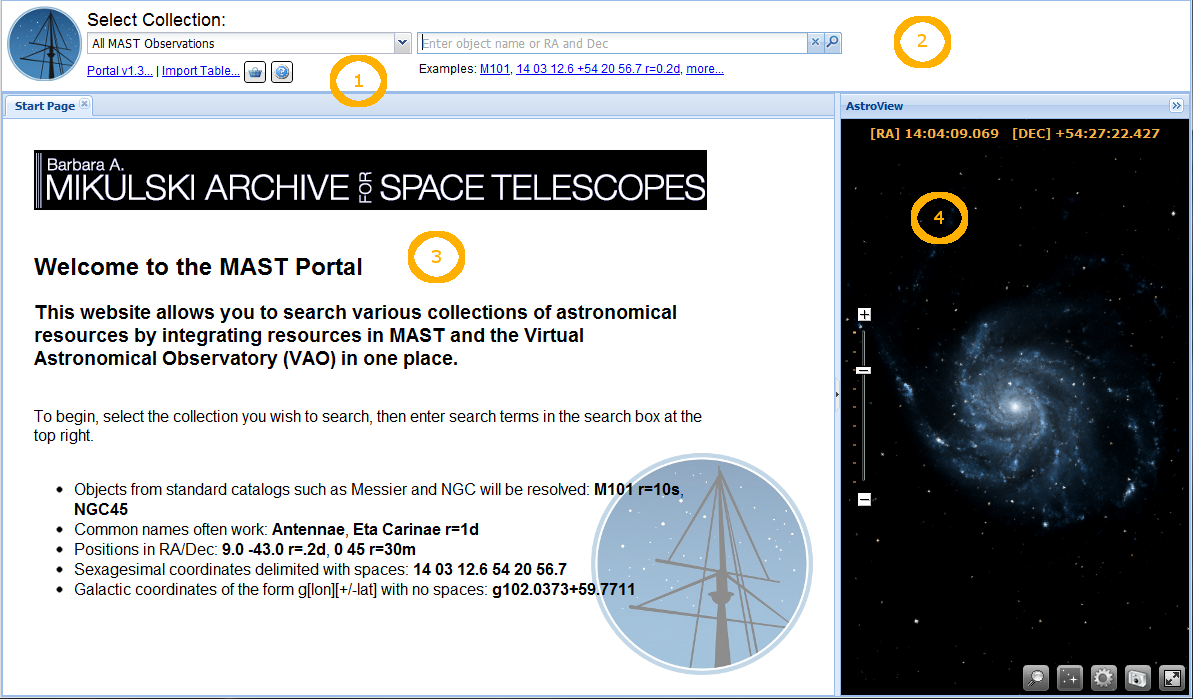 Select Collection:
All MAST Observations
Enter object name or RA and Dec
2
Portal v1.3... | Import Table...
1
Examples: M101, 14 03 12.6 +54 20 56.7 r=0.2d, more...
Start Page
AstroView
[RA] 14:04:09.069 [DEC] +54:27:22.427
Barbara A.
MIKULSKI ARCHIVE FOR SPACE TELESCOPES
4
3
Welcome to the MAST Portal
This website allows you to search various collections of astronomical
resources by integrating resources in MAST and the Virtual
Astronomical Observatory (VAO) in one place.
To begin, select the collection you wish to search, then enter search terms in the search box at the
top right.
• Objects from standard catalogs such as Messier and NGC will be resolved: M101 r=10s,
NGC45
• Common names often work: Antennae, Eta Carinae r=1d
• Positions in RA/Dec: 9.0 -43.0 r=.2d, 0 45 r=30m
• Sexagesimal coordinates delimited with spaces: 14 03 12.6 54 20 56.7
• Galactic coordinates of the form g[lon][+/-lat] with no spaces: g102.0373+59.7711